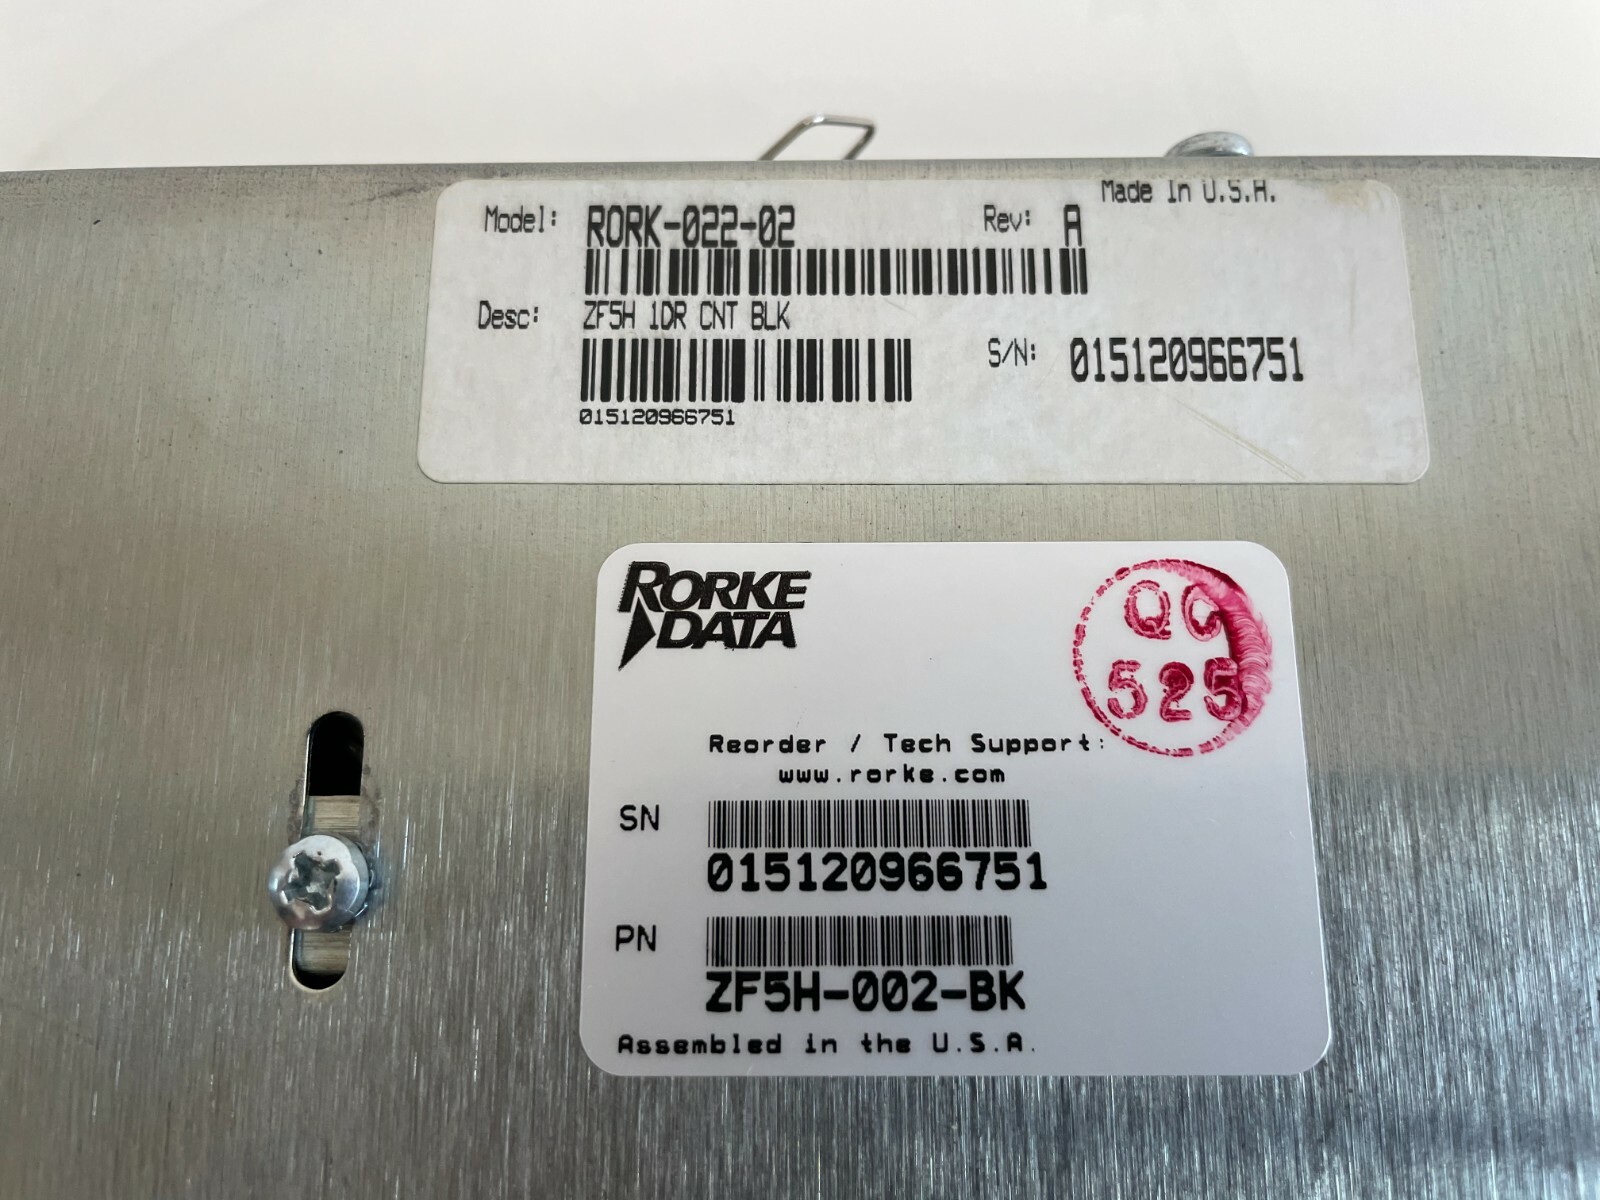 Made In U.S.A.
Model: RORK-022-02 Rev: A
Desc: ZF5H 1DR CNT BLK
S/N: 015120966751
015120966751
RORKE
DATA
QC
525
Reorder / Tech Support:
www.rorke.com
SN
015120966751
PN
ZF5H-002-BK
Assembled in the U.S.A.